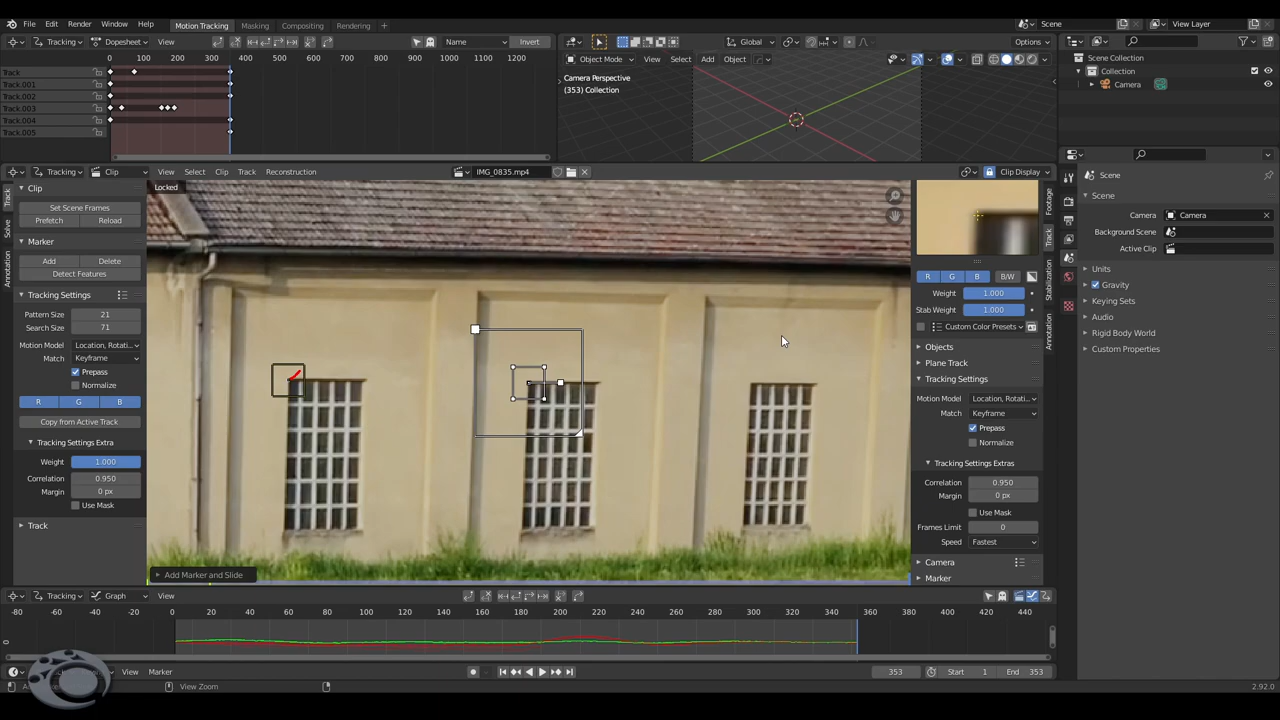 File Edit Render Window Help Motion Tracking Masking Compositing Rendering + Scene View Layer
Tracking Dopesheet View Name Invert Global Options
0 100 200 300 400 500 600 700 800 900 1000 1100 1200
Object Mode View Select Add Object
Track
Track.001
Track.002
Track.003
Track.004
Track.005
Camera Perspective
(353) Collection
Scene Collection
Collection
Camera
Tracking Clip View Select Clip Track Reconstruction IMG_0835.mp4 Clip Display
Locked
Track
Solve
Annotation
Clip
Set Scene Frames
Prefetch Reload
Marker
Add Delete
Detect Features
Tracking Settings
Pattern Size 21
Search Size 71
Motion Model Location, Rotati...
Match Keyframe
Prepass
Normalize
R G B
Copy from Active Track
Tracking Settings Extra
Weight 1.000
Correlation 0.950
Margin 0 px
Use Mask
Track
Add Marker and Slide
R G B B/W
Weight 1.000
Stab Weight 1.000
Custom Color Presets
Objects
Plane Track
Tracking Settings
Motion Model Location, Rotati...
Match Keyframe
Prepass
Normalize
Tracking Settings Extras
Correlation 0.950
Margin 0 px
Use Mask
Frames Limit 0
Speed Fastest
Camera
Marker
Footage
Track
Stabilization
Annotation
Scene
Scene
Camera Camera
Background Scene
Active Clip
Units
Gravity
Keying Sets
Audio
Rigid Body World
Custom Properties
Tracking Graph View
-80 -60 -40 -20 0 20 40 60 80 100 120 140 160 180 200 220 240 260 280 300 320 340 360 380 400 420 440
0
View Marker 353 Start 1 End 353
View Zoom 2.92.0